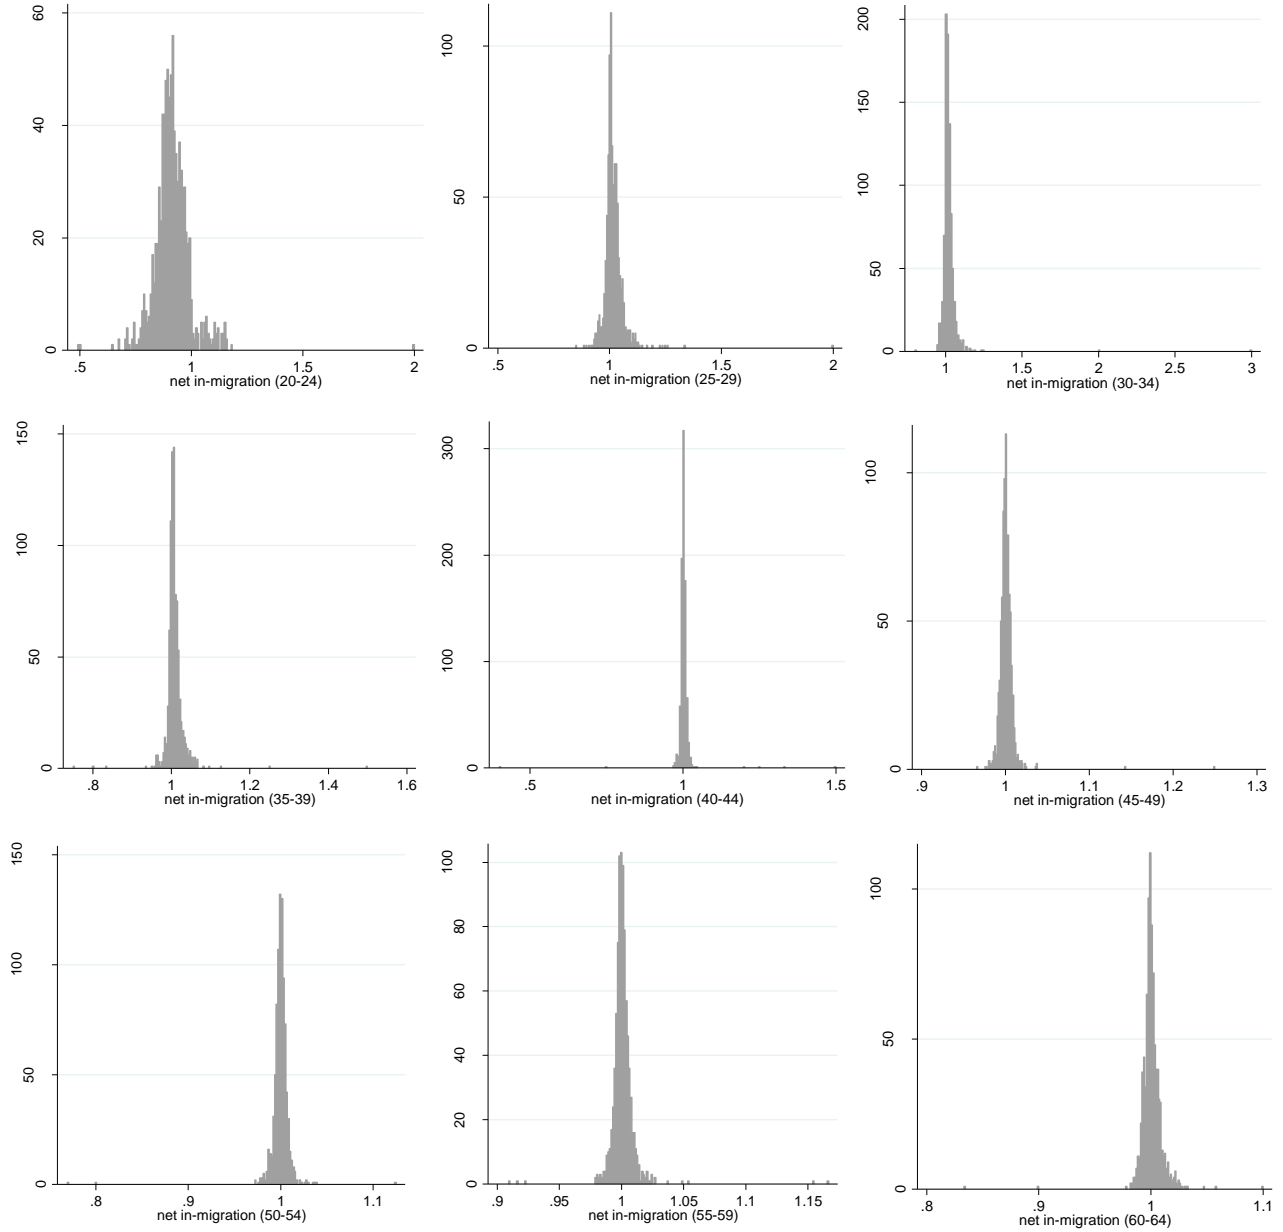 60
40
20
0
.5 1 1.5 2
net in-migration (20-24)
100
50
0
.5 1 1.5 2
net in-migration (25-29)
200
150
100
50
0
1 1.5 2 2.5 3
net in-migration (30-34)
150
100
50
0
.8 1 1.2 1.4 1.6
net in-migration (35-39)
300
200
100
0
.5 1 1.5
net in-migration (40-44)
100
50
0
.9 1 1.1 1.2 1.3
net in-migration (45-49)
150
100
50
0
.8 .9 1 1.1
net in-migration (50-54)
100
80
60
40
20
0
.9 .95 1 1.05 1.1 1.15
net in-migration (55-59)
100
50
0
.8 .9 1 1.1
net in-migration (60-64)